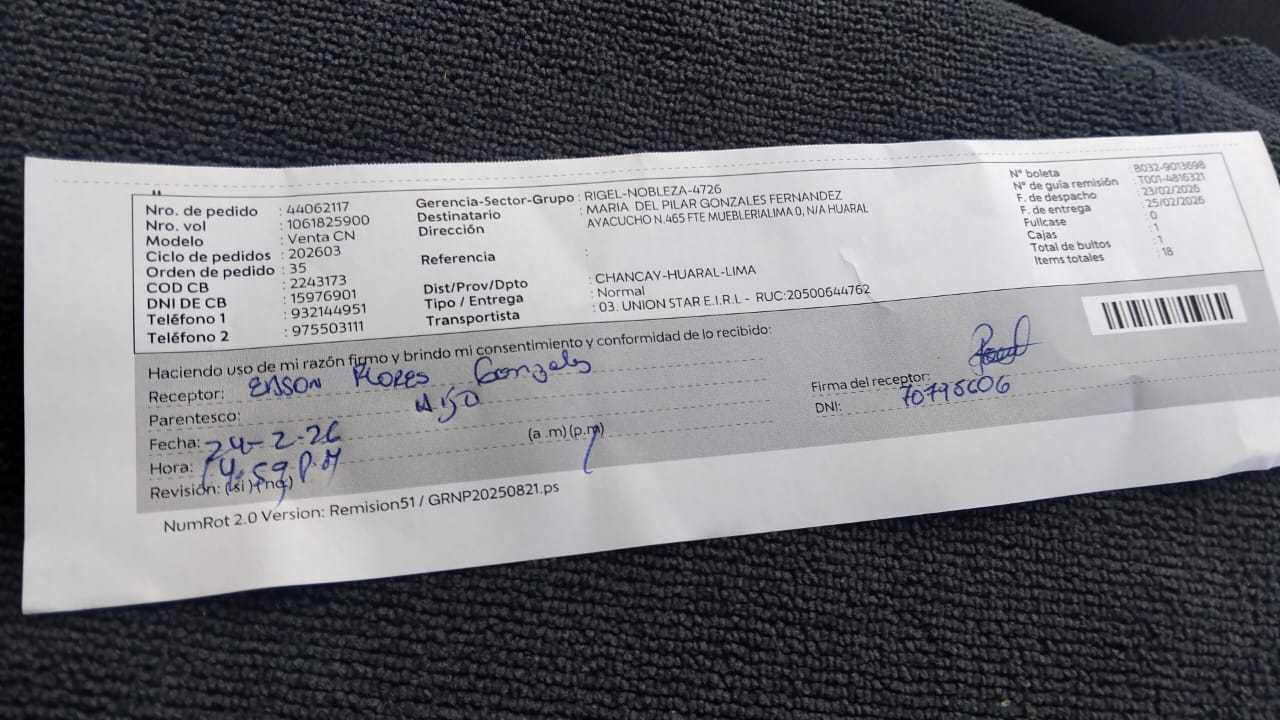 Nro. de pedido : 44062117
Nro. vol : 1061825900
Modelo : Venta CN
Ciclo de pedidos : 202603
Orden de pedido : 35
COD CB : 2243173
DNI DE CB : 15976901
Teléfono 1 : 932144951
Teléfono 2 : 975503111
Gerencia-Sector-Grupo : RIGEL-NOBLEZA-4726
Destinatario : MARIA DEL PILAR GONZALES FERNANDEZ
Dirección : AYACUCHO N.465 FTE MUEBLERIALIMA 0, N/A HUARAL
Referencia :
Dist/Prov/Dpto : CHANCAY-HUARAL-LIMA
Tipo / Entrega : Normal
Transportista : 03. UNION STAR E.I.R.L - RUC:20500644762
N° boleta : B032-9013698
N° de guía remisión : T001-4816321
F. de despacho : 23/02/2026
F. de entrega : 25/02/2026
Fullcase : 0
Cajas : 1
Total de bultos : 1
Items totales : 18
Haciendo uso de mi razón firmo y brindo mi consentimiento y conformidad de lo recibido:
Receptor: FLORES Gonzales
Parentesco: HIJO
Fecha: 24-2-26
Hora: 4:59 P.M (a .m) (p.m)
Revisión: ( si ) ( no )
Firma del receptor:
DNI:
NumRot 2.0 Version: Remision51 / GRNP20250821.ps